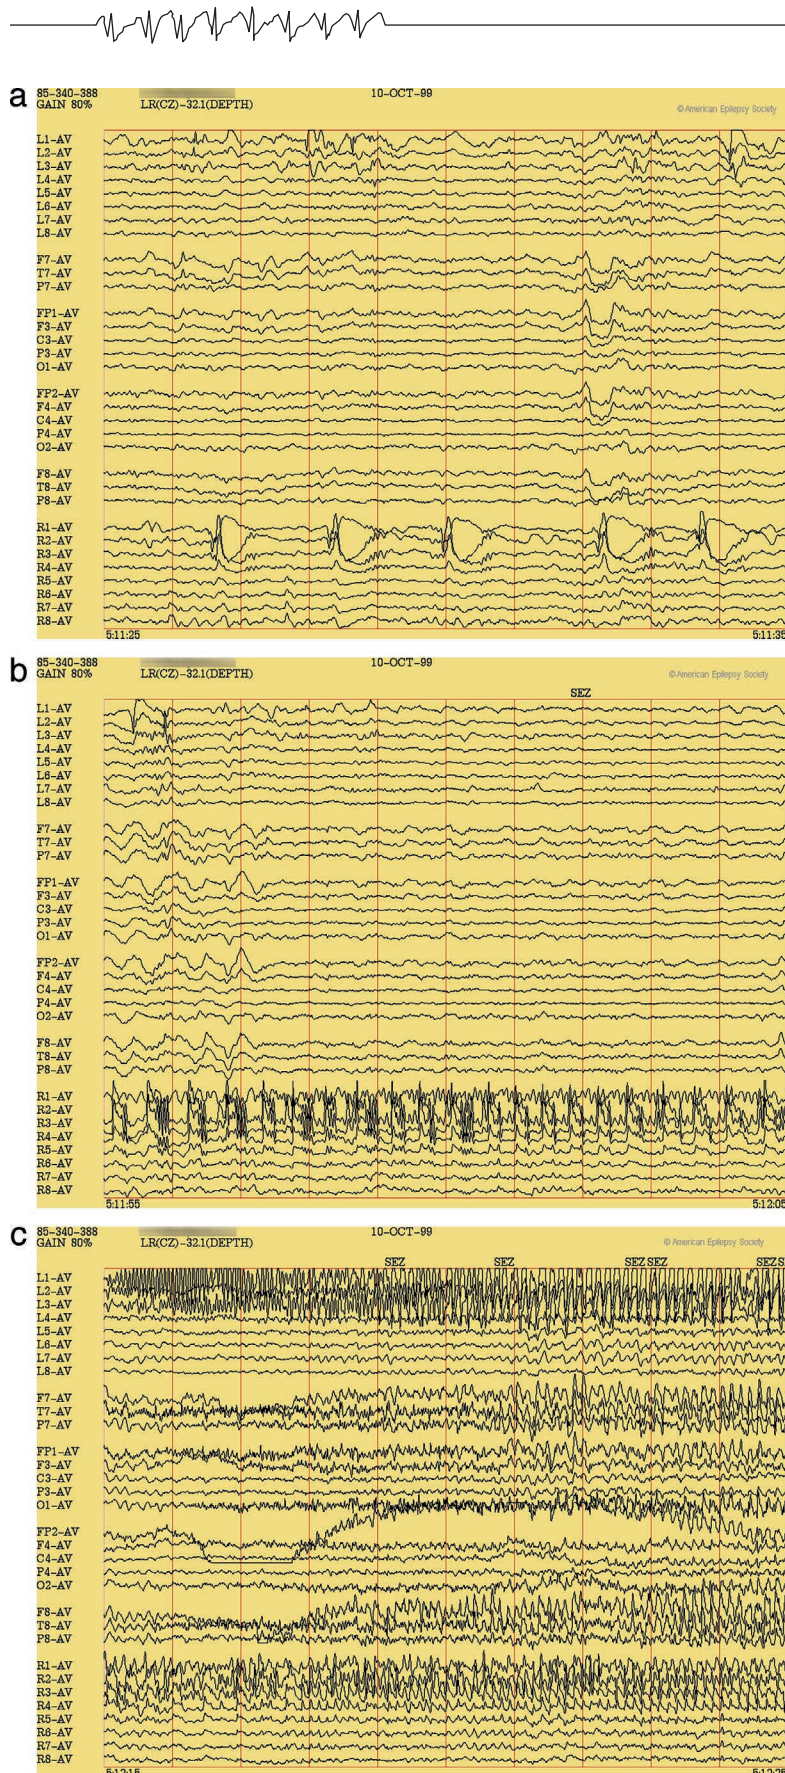 a
85-340-388 10-OCT-99
GAIN 80% LR(CZ)-32.1(DEPTH) © American Epilepsy Society
L1-AV
L2-AV
L3-AV
L4-AV
L5-AV
L6-AV
L7-AV
L8-AV
F7-AV
T7-AV
P7-AV
FP1-AV
F3-AV
C3-AV
P3-AV
O1-AV
FP2-AV
F4-AV
C4-AV
P4-AV
O2-AV
F8-AV
T8-AV
P8-AV
R1-AV
R2-AV
R3-AV
R4-AV
R5-AV
R6-AV
R7-AV
R8-AV
5:11:25 5:11:35
b
85-340-388 10-OCT-99
GAIN 80% LR(CZ)-32.1(DEPTH) © American Epilepsy Society
SEZ
L1-AV
L2-AV
L3-AV
L4-AV
L5-AV
L6-AV
L7-AV
L8-AV
F7-AV
T7-AV
P7-AV
FP1-AV
F3-AV
C3-AV
P3-AV
O1-AV
FP2-AV
F4-AV
C4-AV
P4-AV
O2-AV
F8-AV
T8-AV
P8-AV
R1-AV
R2-AV
R3-AV
R4-AV
R5-AV
R6-AV
R7-AV
R8-AV
5:11:55 5:12:05
c
85-340-388 10-OCT-99
GAIN 80% LR(CZ)-32.1(DEPTH) © American Epilepsy Society
SEZ SEZ SEZ SEZ SEZ S
L1-AV
L2-AV
L3-AV
L4-AV
L5-AV
L6-AV
L7-AV
L8-AV
F7-AV
T7-AV
P7-AV
FP1-AV
F3-AV
C3-AV
P3-AV
O1-AV
FP2-AV
F4-AV
C4-AV
P4-AV
O2-AV
F8-AV
T8-AV
P8-AV
R1-AV
R2-AV
R3-AV
R4-AV
R5-AV
R6-AV
R7-AV
R8-AV
5:12:15 5:12:25